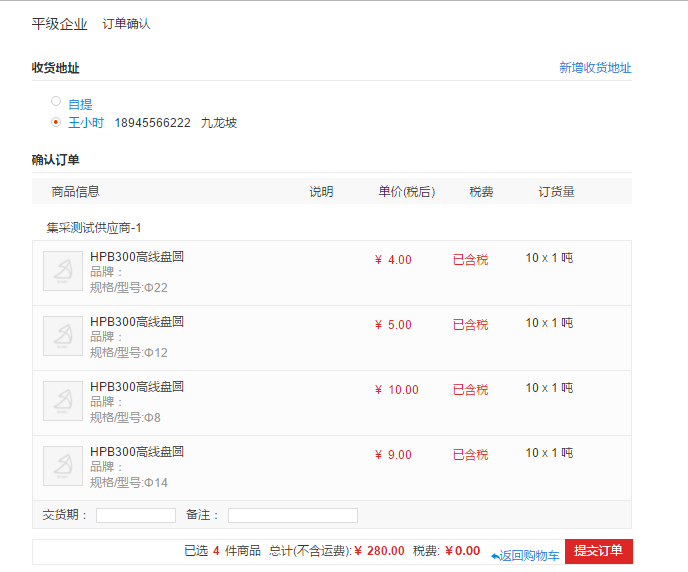 平级企业 订单确认
收货地址 新增收货地址
自提
王小时 18945566222 九龙坡
确认订单
商品信息 说明 单价(税后) 税费 订货量
集采测试供应商-1
HPB300高线盘圆 ¥ 4.00 已含税 10 x 1 吨
品牌：
规格/型号:Φ22
HPB300高线盘圆 ¥ 5.00 已含税 10 x 1 吨
品牌：
规格/型号:Φ12
HPB300高线盘圆 ¥ 10.00 已含税 10 x 1 吨
品牌：
规格/型号:Φ8
HPB300高线盘圆 ¥ 9.00 已含税 10 x 1 吨
品牌：
规格/型号:Φ14
交货期： 备注：
已选 4 件商品 总计(不含运费):¥ 280.00 税费: ¥0.00 返回购物车 提交订单